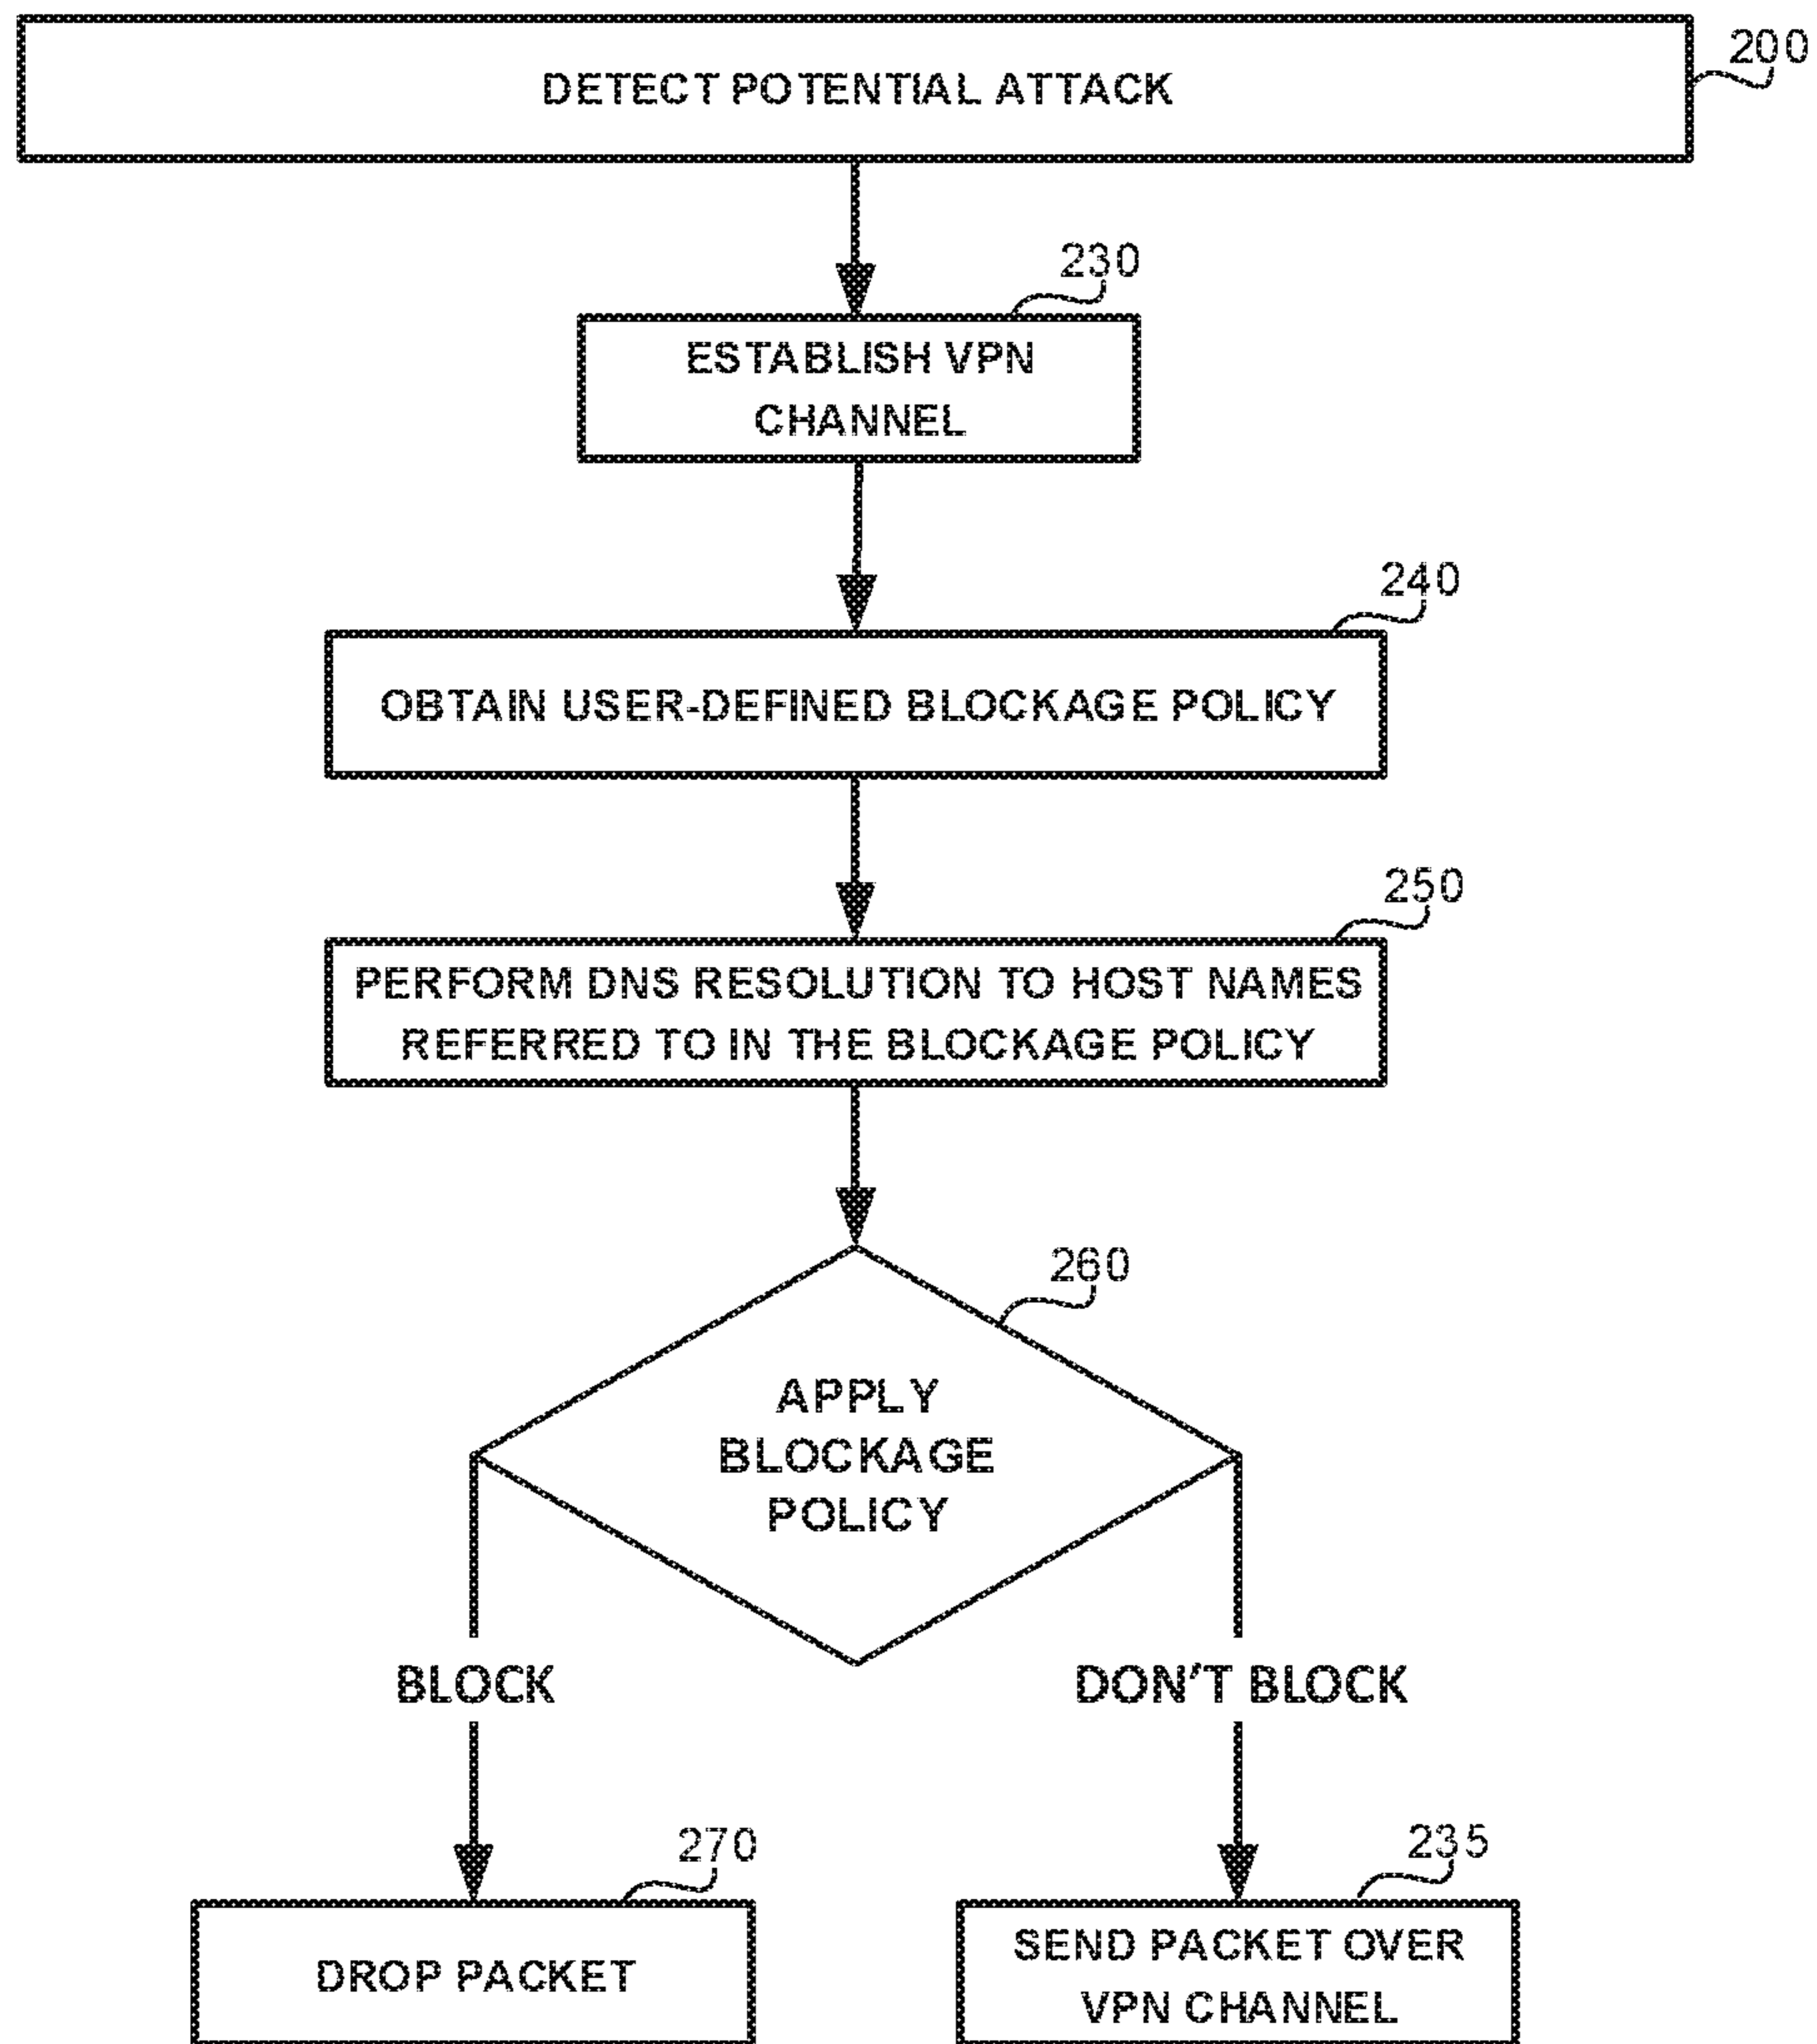 DETECT POTENTIAL ATTACK
200
230
ESTABLISH VPN
CHANNEL
240
OBTAIN USER-DEFINED BLOCKAGE POLICY
250
PERFORM DNS RESOLUTION TO HOST NAMES
REFERRED TO IN THE BLOCKAGE POLICY
260
APPLY
BLOCKAGE
POLICY
BLOCK
DON'T BLOCK
270
235
DROP PACKET
SEND PACKET OVER
VPN CHANNEL